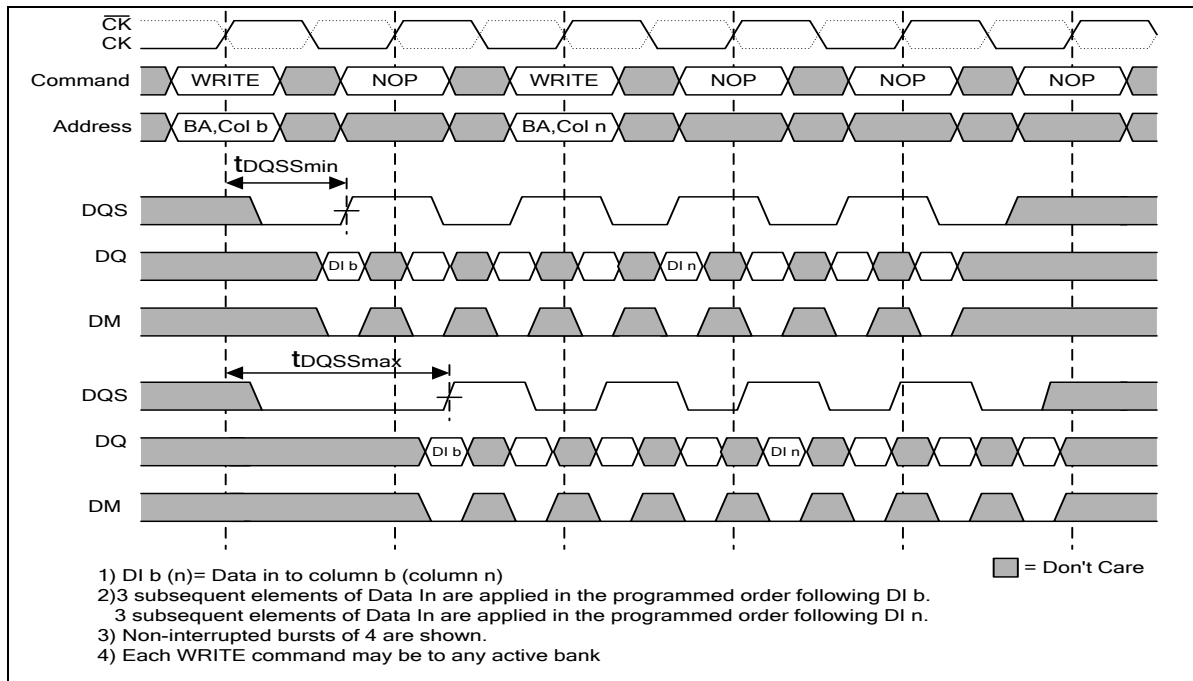 CK
CK
Command WRITE NOP WRITE NOP NOP NOP
Address BA,Col b BA,Col n
tDQSSmin
DQS
DQ DI b DI n
DM
tDQSSmax
DQS
DQ DI b DI n
DM
1) DI b (n)= Data in to column b (column n)
= Don't Care
2)3 subsequent elements of Data In are applied in the programmed order following DI b.
3 subsequent elements of Data In are applied in the programmed order following DI n.
3) Non-interrupted bursts of 4 are shown.
4) Each WRITE command may be to any active bank